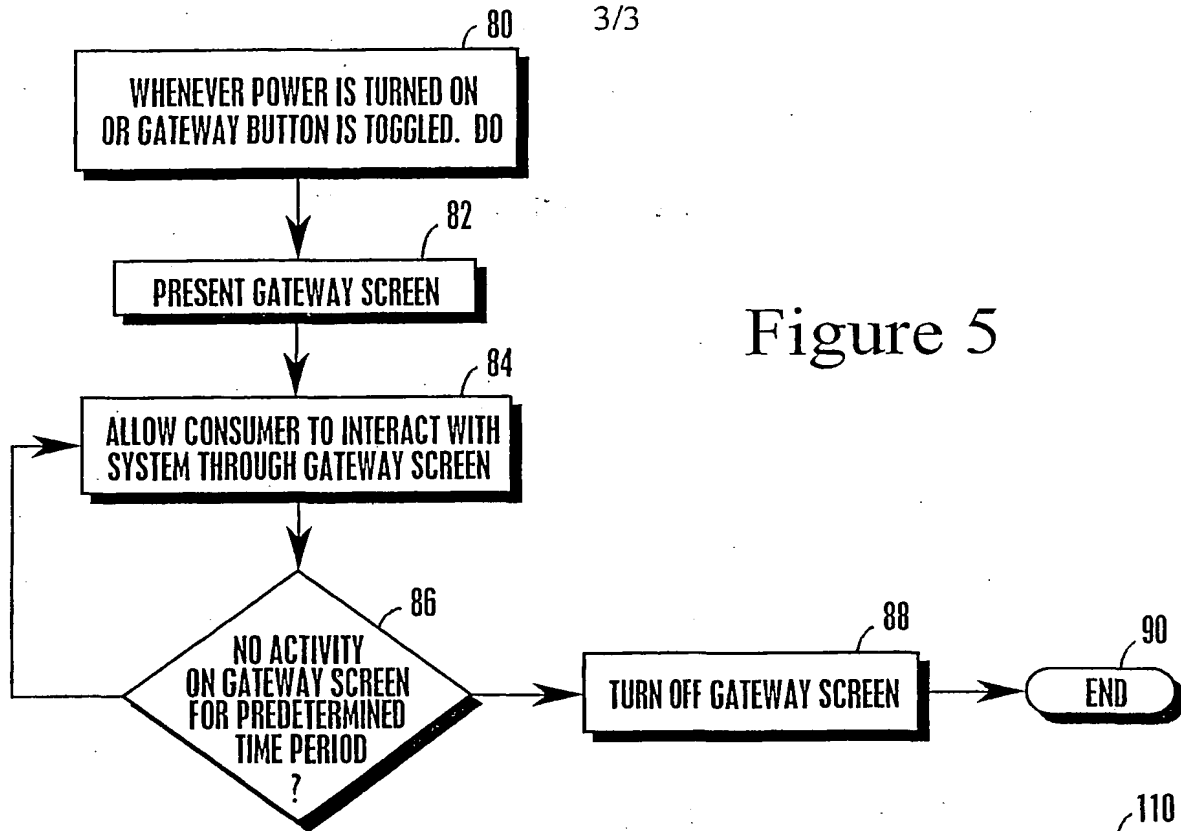 3/3
80
WHENEVER POWER IS TURNED ON
OR GATEWAY BUTTON IS TOGGLED. DO
82
PRESENT GATEWAY SCREEN
Figure 5
84
ALLOW CONSUMER TO INTERACT WITH
SYSTEM THROUGH GATEWAY SCREEN
86
NO ACTIVITY
ON GATEWAY SCREEN
FOR PREDETERMINED
TIME PERIOD
?
88
TURN OFF GATEWAY SCREEN
90
END
110